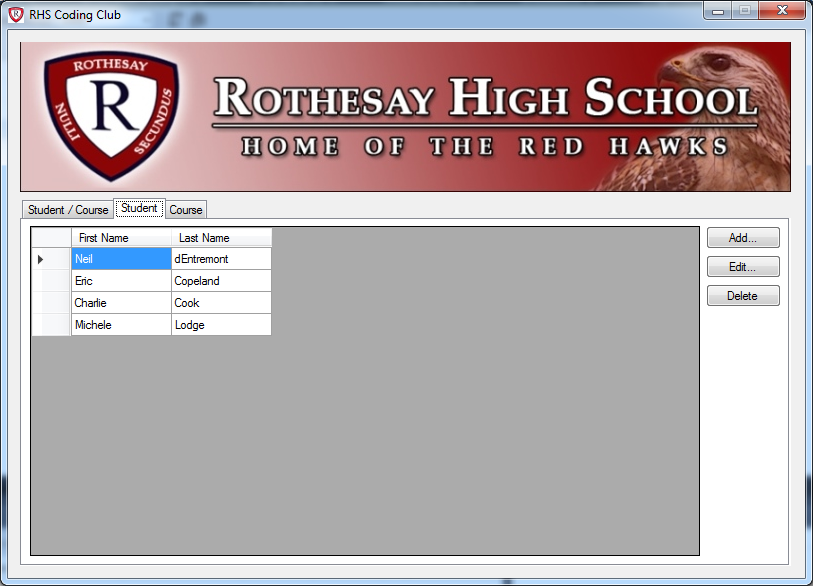 RHS Coding Club
ROTHESAY
R
NULLI
SECUNDUS
ROTHESAY HIGH SCHOOL
HOME OF THE RED HAWKS
Student / Course
Student
Course
First Name Last Name
Neil dEntremont
Eric Copeland
Charlie Cook
Michele Lodge
Add...
Edit...
Delete